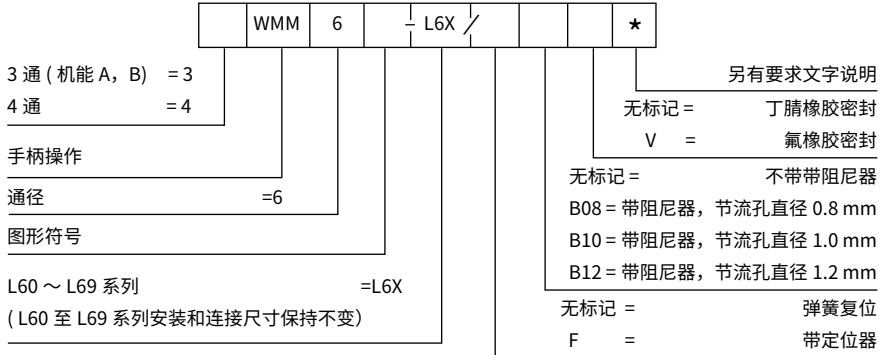 WMM 6 - L6X / *
3 通 ( 机能 A，B) = 3
4 通 = 4
手柄操作
通径 =6
图形符号
L60 ～ L69 系列 =L6X
( L60 至 L69 系列安装和连接尺寸保持不变）
另有要求文字说明
无标记 = 丁腈橡胶密封
V = 氟橡胶密封
无标记 = 不带带阻尼器
B08 = 带阻尼器，节流孔直径 0.8 mm
B10 = 带阻尼器，节流孔直径 1.0 mm
B12 = 带阻尼器，节流孔直径 1.2 mm
无标记 = 弹簧复位
F = 带定位器